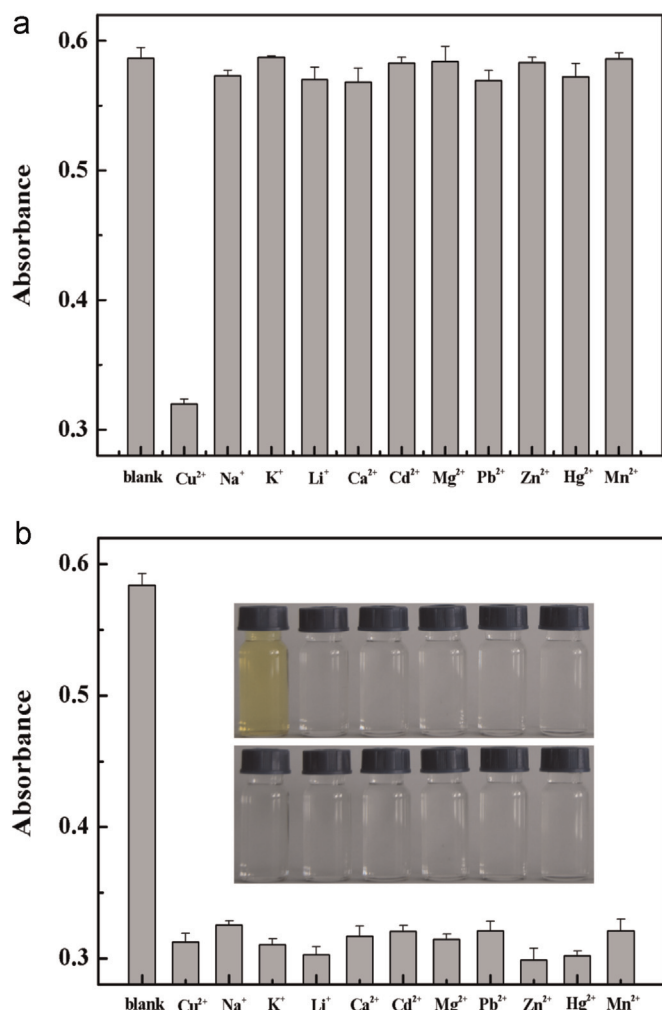 a
0.6
0.5
0.4
0.3
Absorbance
blank Cu²⁺ Na⁺ K⁺ Li⁺ Ca²⁺ Cd²⁺ Mg²⁺ Pb²⁺ Zn²⁺ Hg²⁺ Mn²⁺
b
0.6
0.5
0.4
0.3
Absorbance
blank Cu²⁺ Na⁺ K⁺ Li⁺ Ca²⁺ Cd²⁺ Mg²⁺ Pb²⁺ Zn²⁺ Hg²⁺ Mn²⁺